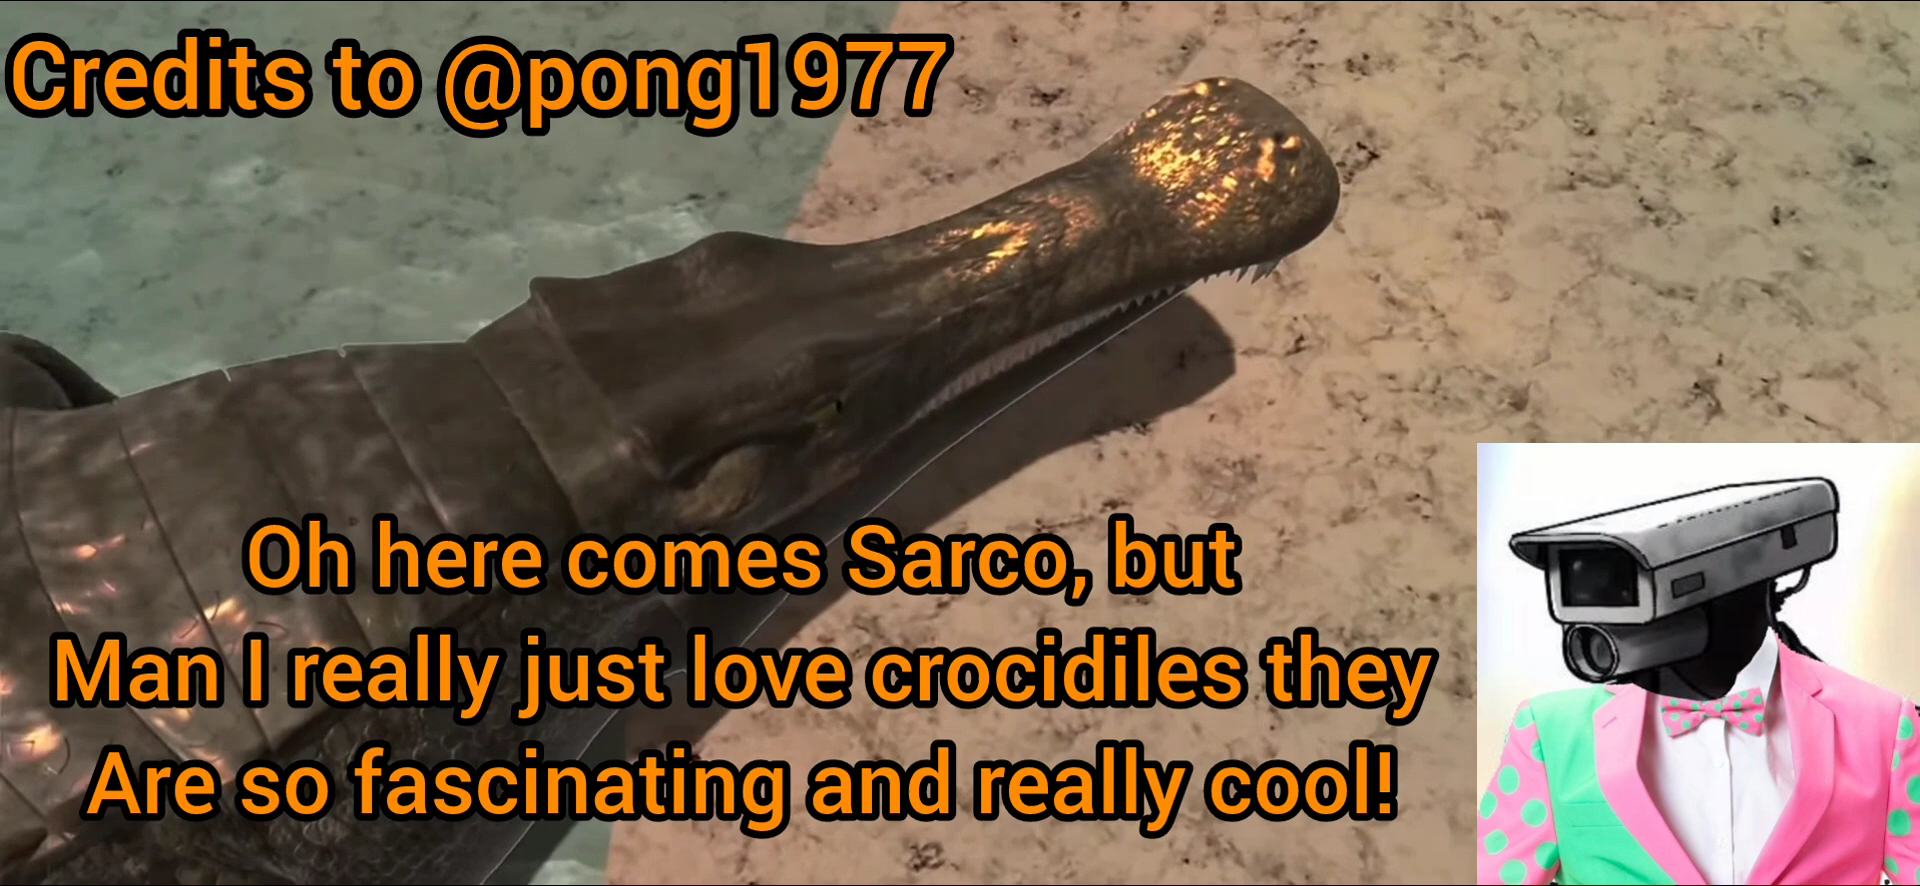 Credits to @pong1977
Oh here comes Sarco, but
Man I really just love crocidiles they
Are so fascinating and really cool!